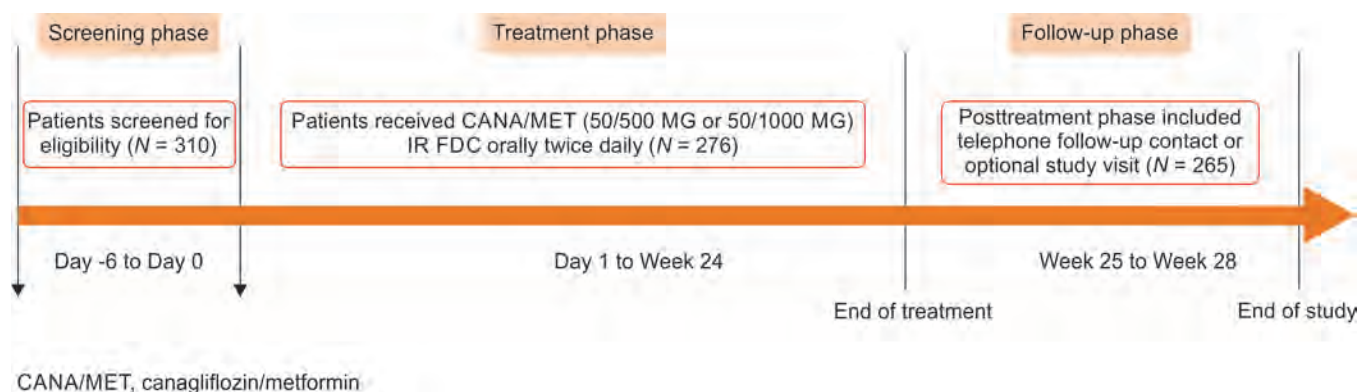 Screening phase
Treatment phase
Follow-up phase
Patients screened for
eligibility (N = 310)
Patients received CANA/MET (50/500 MG or 50/1000 MG)
IR FDC orally twice daily (N = 276)
Posttreatment phase included
telephone follow-up contact or
optional study visit (N = 265)
Day -6 to Day 0
Day 1 to Week 24
Week 25 to Week 28
End of treatment
End of study
CANA/MET, canagliflozin/metformin